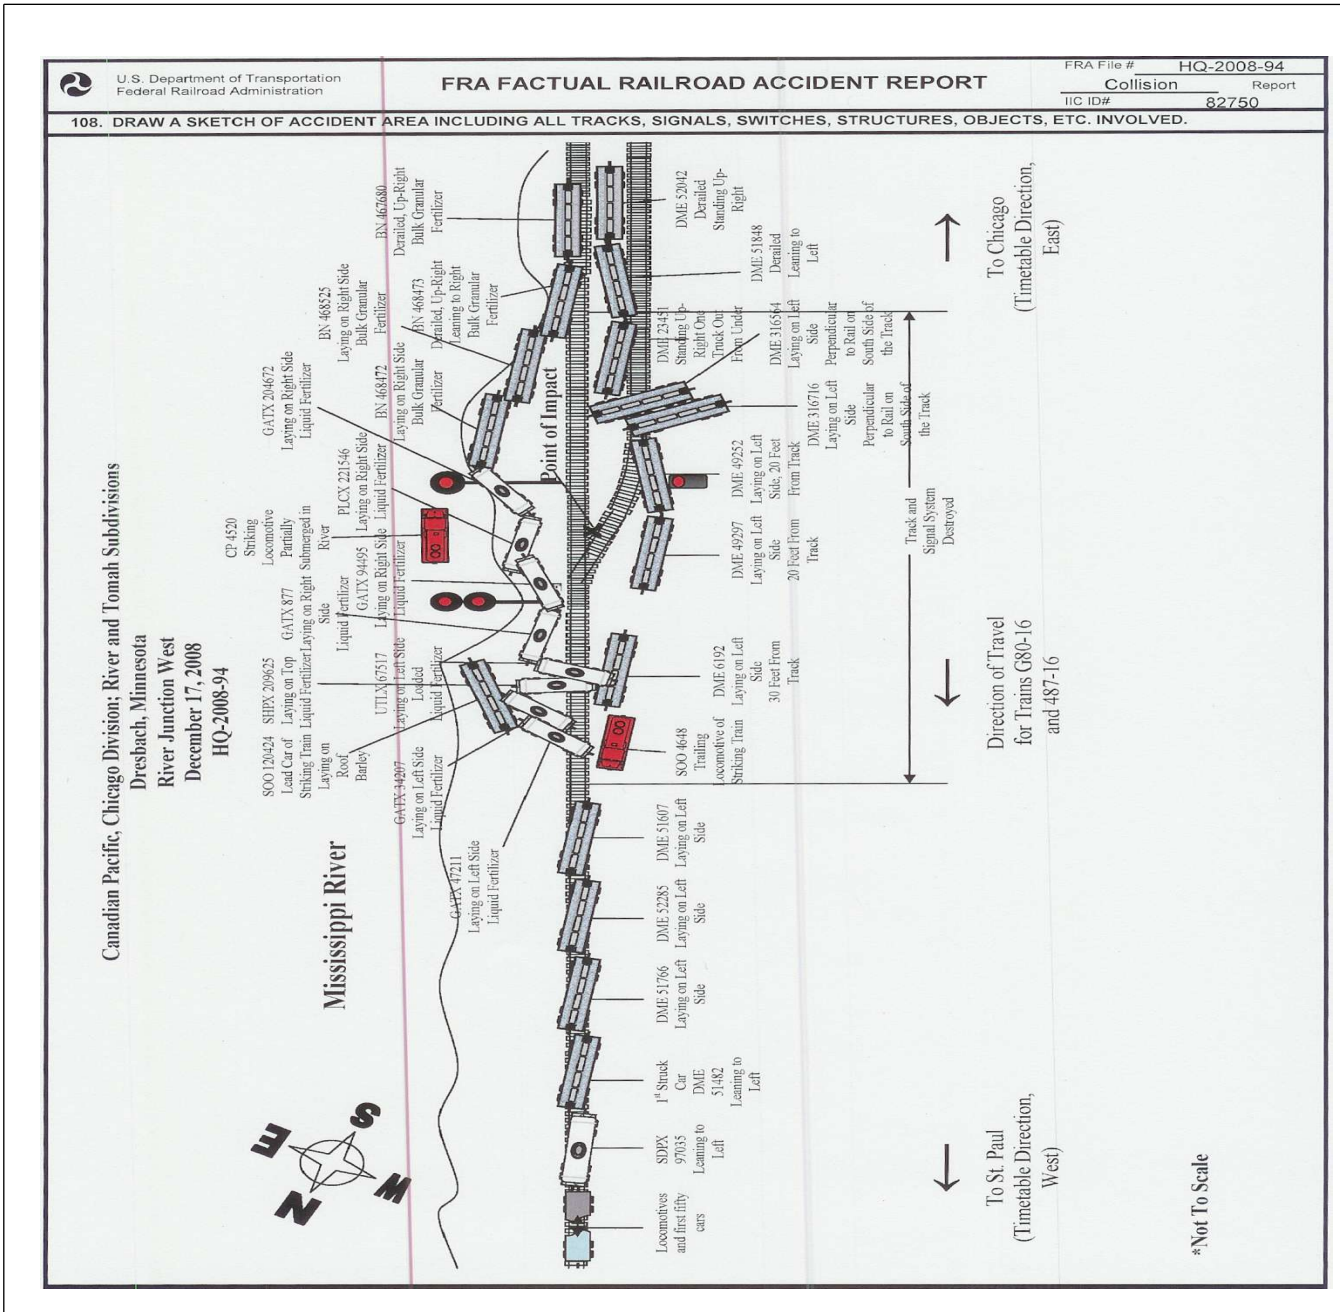 U.S. Department of Transportation
Federal Railroad Administration
FRA FACTUAL RAILROAD ACCIDENT REPORT
FRA File # HQ-2008-94
Collision Report
IIC ID# 82750
108. DRAW A SKETCH OF ACCIDENT AREA INCLUDING ALL TRACKS, SIGNALS, SWITCHES, STRUCTURES, OBJECTS, ETC. INVOLVED.
Canadian Pacific, Chicago Division; River and Tomah Subdivisions
Dresbach, Minnesota
River Junction West
December 17, 2008
HQ-2008-94
Mississippi River
N
E
S
W
SOO 120424
Lead Car of
Striking Train
Laying on
Roof
Barley
SHPX 209625
Laying on Top
Liquid Fertilizer
GATX 877
Laying on Right
Side
Liquid Fertilizer
CP 4520
Striking
Locomotive
Partially
Submerged in
River
GATX 204672
Laying on Right Side
Liquid Fertilizer
BN 468525
Laying on Right Side
Bulk Granular
Fertilizer
BN 467680
Derailed, Up-Right
Bulk Granular
Fertilizer
GATX 34207
Laying on Left Side
Liquid Fertilizer
UTLX 67517
Laying on Left Side
Loaded
Liquid Fertilizer
GATX 94495
Laying on Right Side
Liquid Fertilizer
PLCX 221546
Laying on Right Side
Liquid Fertilizer
BN 468472
Laying on Right Side
Bulk Granular
Fertilizer
BN 468473
Derailed, Up-Right
Leaning to Right
Bulk Granular
Fertilizer
GATX 47211
Laying on Left Side
Liquid Fertilizer
Point of Impact
Locomotives
and first fifty
cars
SDPX
97035
Leaning to
Left
1st Struck
Car
DME
51482
Leaning to
Left
DME 51766
Laying on Left
Side
DME 52285
Laying on Left
Side
DME 51607
Laying on Left
Side
SOO 4648
Trailing
Locomotive of
Striking Train
DME 6192
Laying on Left
Side
30 Feet From
Track
DME 49297
Laying on Left
Side
20 Feet From
Track
DME 49252
Laying on Left
Side, 20 Feet
From Track
DME 316716
Laying on Left
Side
Perpendicular
to Rail on
South Side of
the Track
DME 316564
Laying on Left
Side
Perpendicular
to Rail on
South Side of
the Track
DME 23451
Standing Up-
Right One
Truck Out
From Under
DME 51848
Derailed
Leaning to
Left
DME 52042
Derailed
Standing Up-
Right
Track and
Signal System
Destroyed
To St. Paul
(Timetable Direction,
West)
Direction of Travel
for Trains G80-16
and 487-16
To Chicago
(Timetable Direction,
East)
*Not To Scale